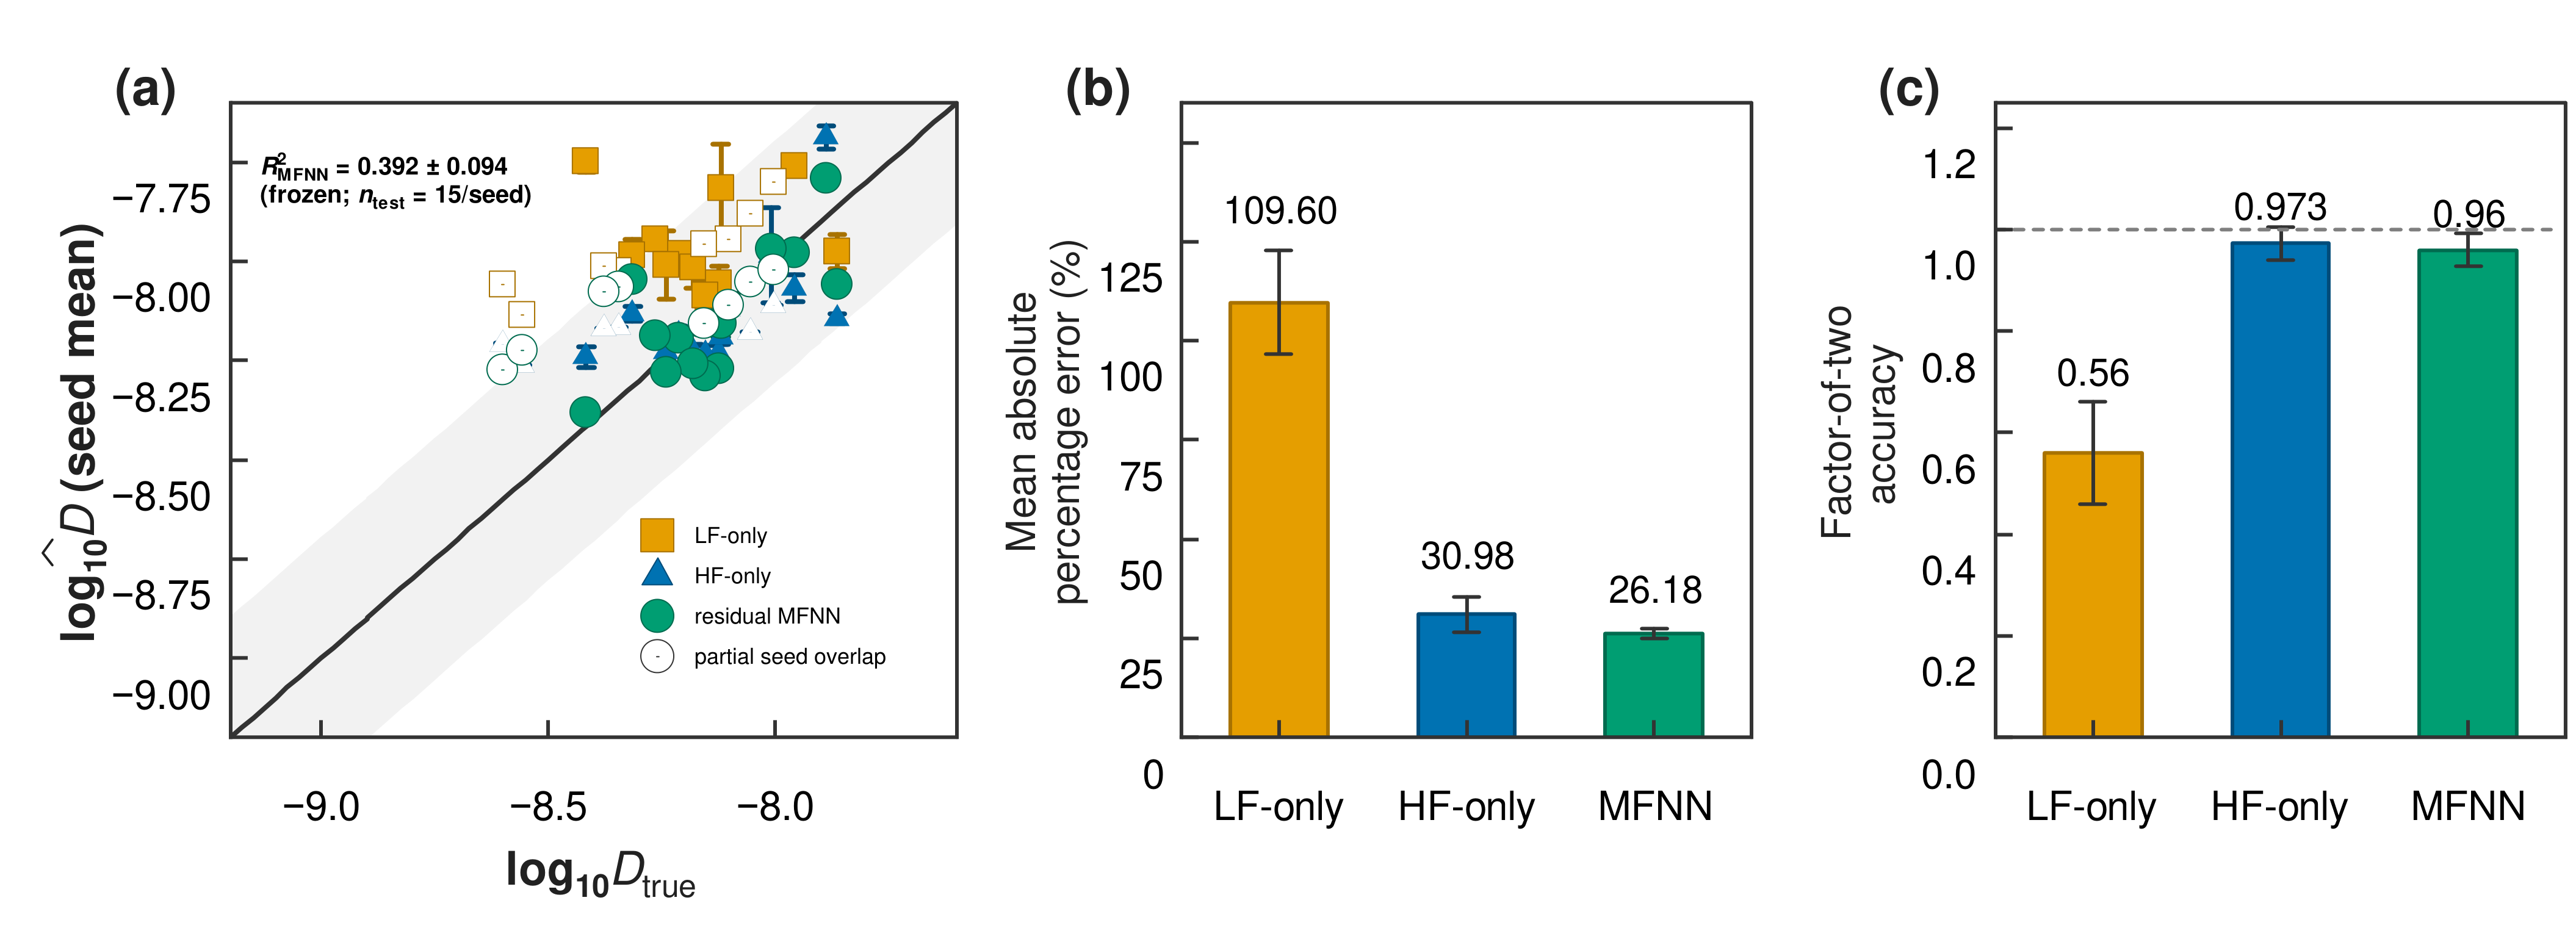 (a)
R²MFNN = 0.392 ± 0.094
(frozen; ntest = 15/seed)
−7.75
−8.00
−8.25
−8.50
−8.75
−9.00
log10D̂ (seed mean)
LF-only
HF-only
residual MFNN
partial seed overlap
−9.0
−8.5
−8.0
log10Dtrue
(b)
Mean absolute
percentage error (%)
125
100
75
50
25
0
109.60
30.98
26.18
LF-only
HF-only
MFNN
(c)
Factor-of-two
accuracy
1.2
1.0
0.8
0.6
0.4
0.2
0.0
0.56
0.973
0.96
LF-only
HF-only
MFNN